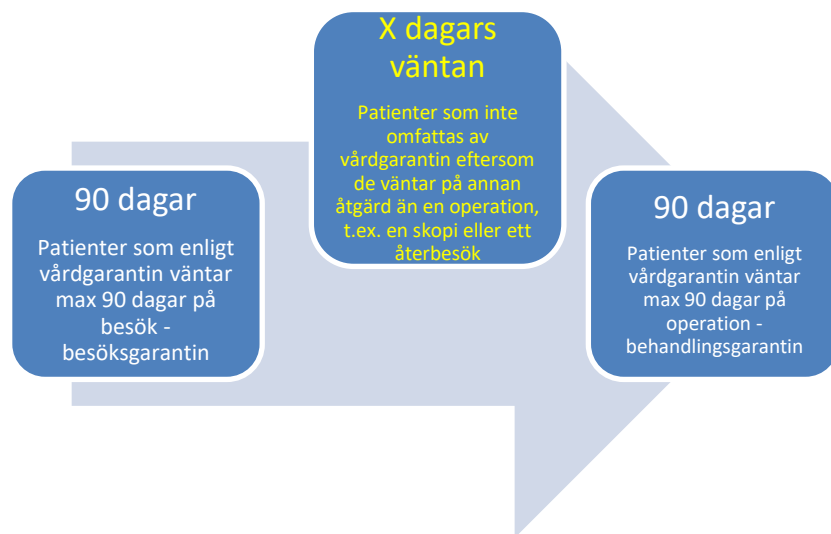 X dagars
väntan
Patienter som inte
omfattas av
vårdgarantin eftersom
de väntar på annan
åtgärd än en operation,
t.ex. en skopi eller ett
återbesök
90 dagar
Patienter som enligt
vårdgarantin väntar
max 90 dagar på
besök -
besöksgarantin
90 dagar
Patienter som enligt
vårdgarantin väntar
max 90 dagar på
operation -
behandlingsgarantin